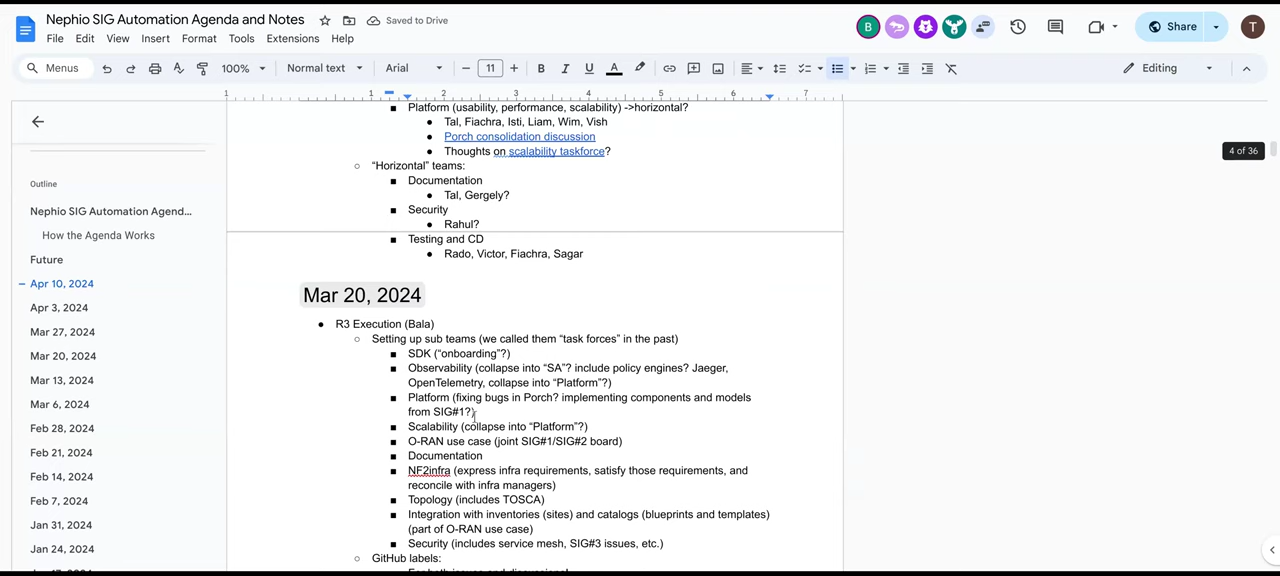 Nephio SIG Automation Agenda and Notes
Saved to Drive
File Edit View Insert Format Tools Extensions Help
B
Share
T
Menus
100%
Normal text
Arial
11
B I U A
Editing
1 1 2 3 4 5 6 7
4 of 36
Outline
Nephio SIG Automation Agend...
How the Agenda Works
Future
Apr 10, 2024
Apr 3, 2024
Mar 27, 2024
Mar 20, 2024
Mar 13, 2024
Mar 6, 2024
Feb 28, 2024
Feb 21, 2024
Feb 14, 2024
Feb 7, 2024
Jan 31, 2024
Jan 24, 2024
Platform (usability, performance, scalability) ->horizontal?
Tal, Fiachra, Isti, Liam, Wim, Vish
Porch consolidation discussion
Thoughts on scalability taskforce?
“Horizontal” teams:
Documentation
Tal, Gergely?
Security
Rahul?
Testing and CD
Rado, Victor, Fiachra, Sagar
Mar 20, 2024
R3 Execution (Bala)
Setting up sub teams (we called them “task forces” in the past)
SDK (“onboarding”?)
Observability (collapse into “SA”? include policy engines? Jaeger,
OpenTelemetry, collapse into “Platform”?)
Platform (fixing bugs in Porch? implementing components and models
from SIG#1?)
Scalability (collapse into “Platform”?)
O-RAN use case (joint SIG#1/SIG#2 board)
Documentation
NF2infra (express infra requirements, satisfy those requirements, and
reconcile with infra managers)
Topology (includes TOSCA)
Integration with inventories (sites) and catalogs (blueprints and templates)
(part of O-RAN use case)
Security (includes service mesh, SIG#3 issues, etc.)
GitHub labels: